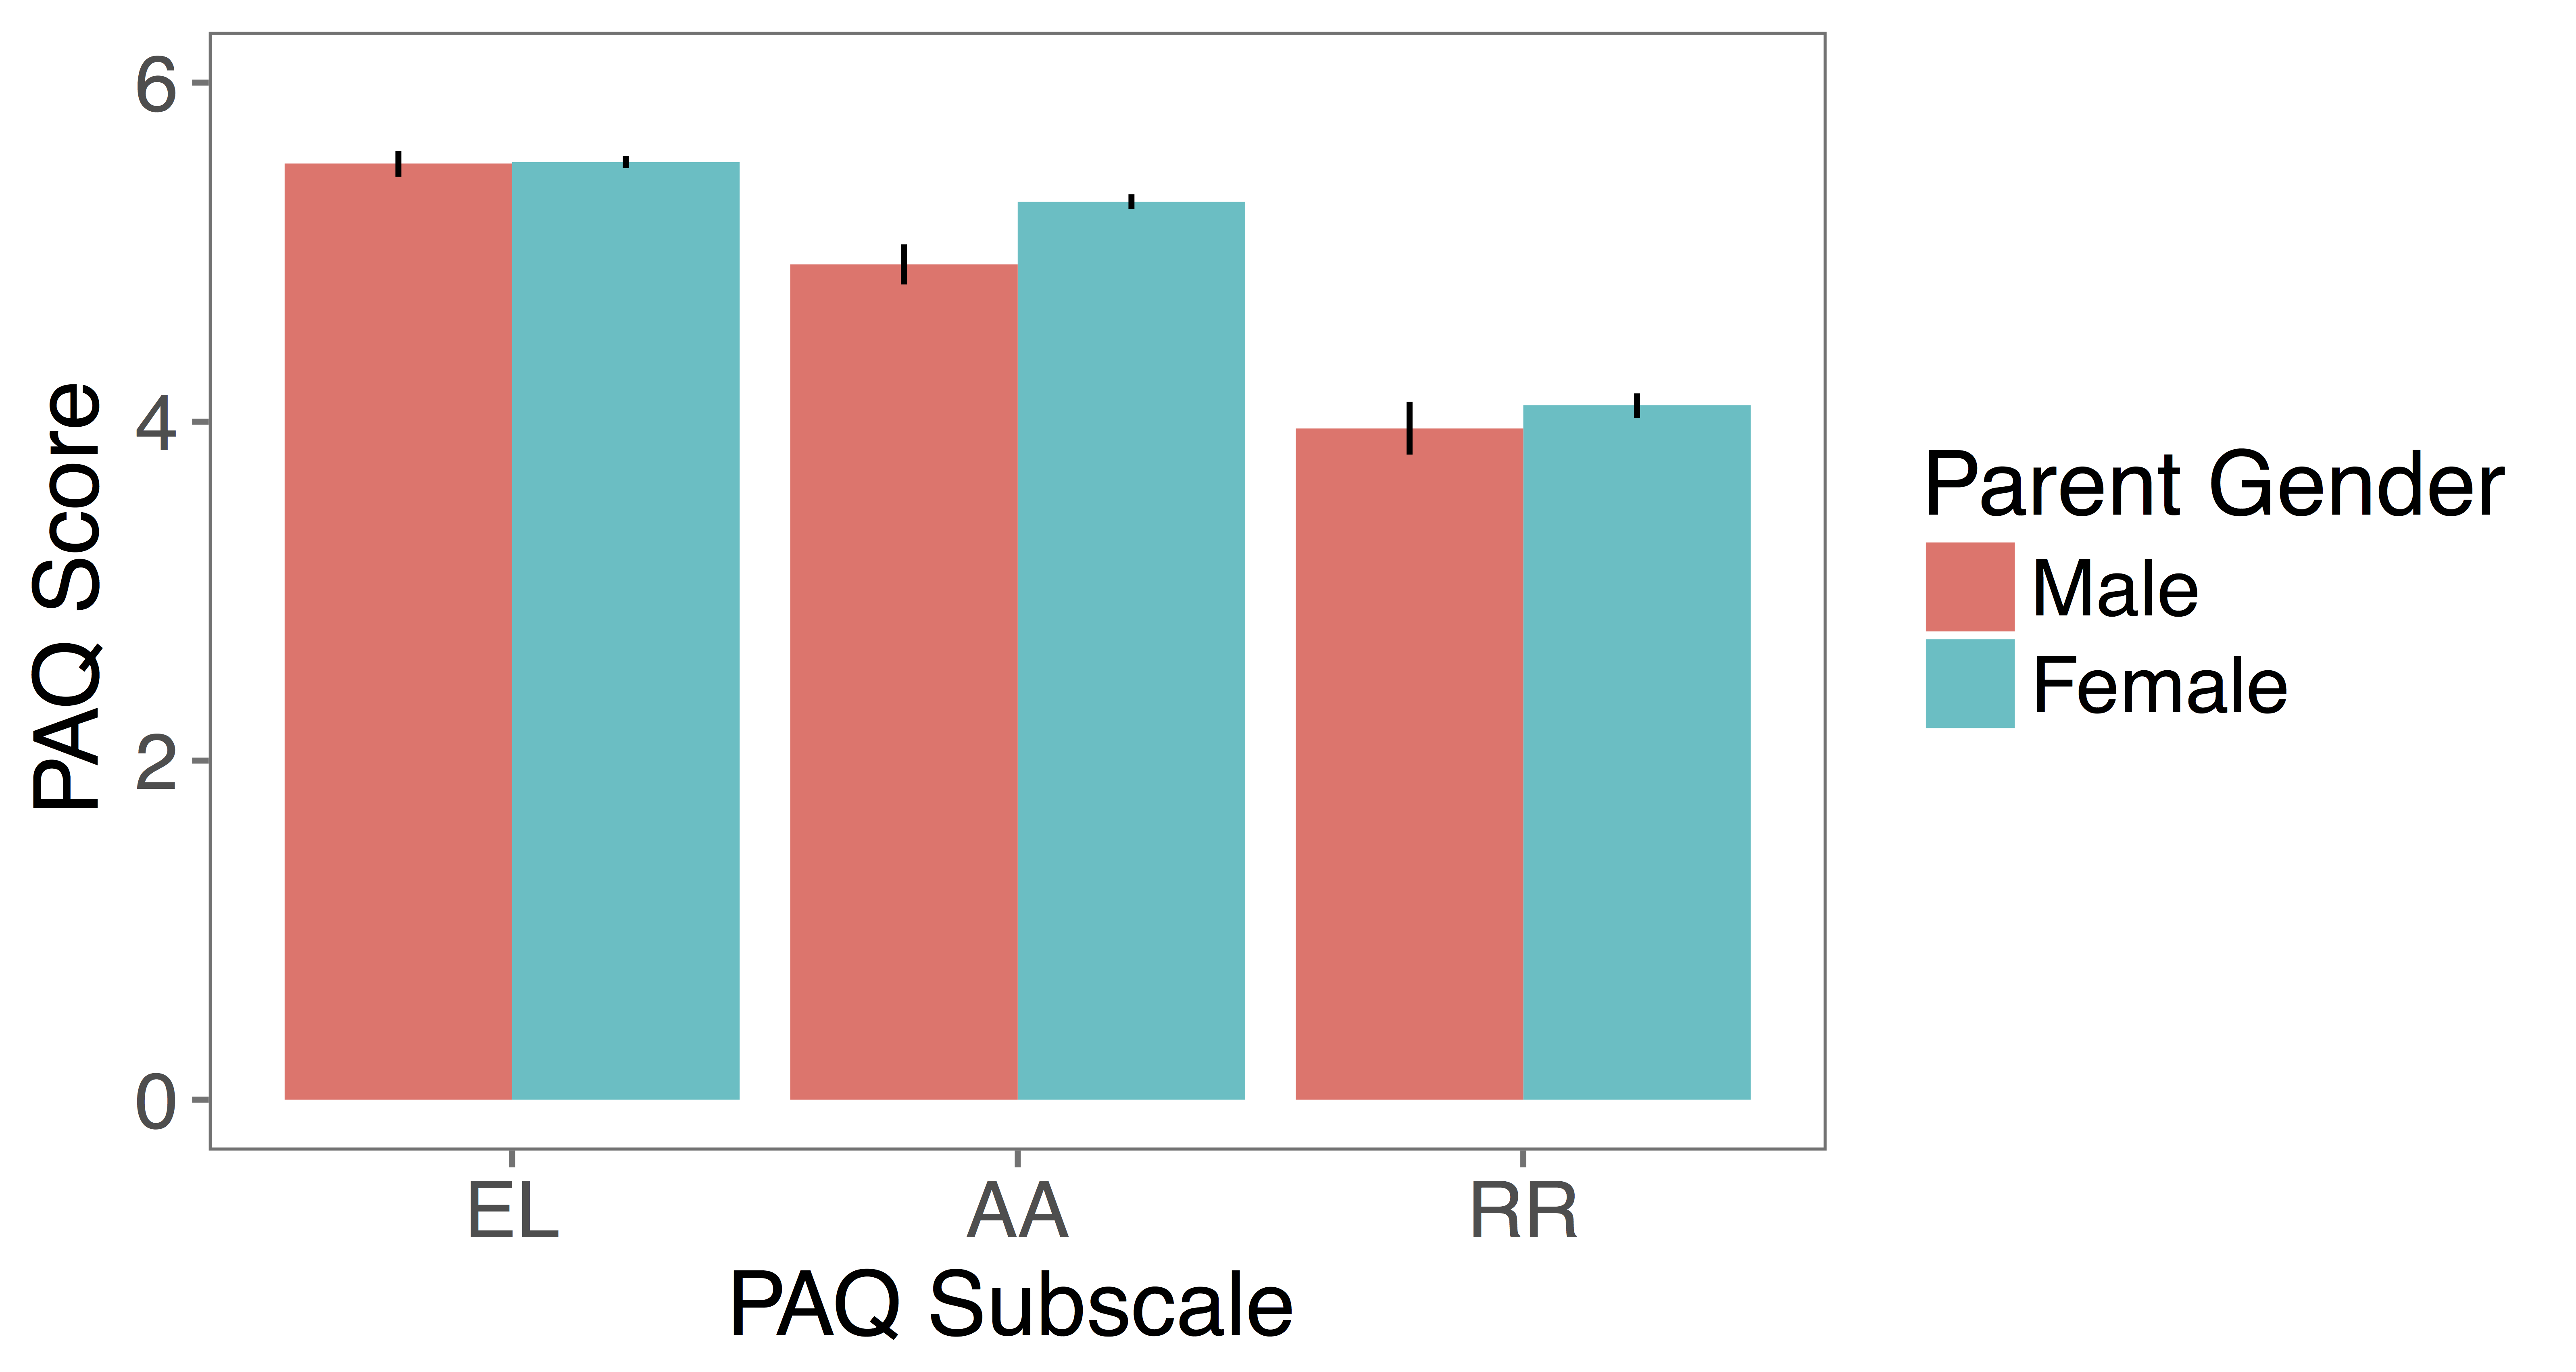 PAQ Score
6
4
2
0
EL AA RR
PAQ Subscale
Parent Gender
Male
Female